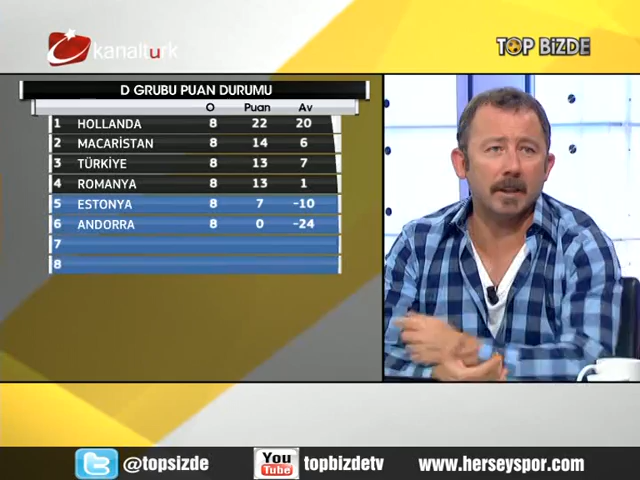 kanaltürk
TOP BİZDE
D GRUBU PUAN DURUMU
O Puan Av
1 HOLLANDA 8 22 20
2 MACARİSTAN 8 14 6
3 TÜRKİYE 8 13 7
4 ROMANYA 8 13 1
5 ESTONYA 8 7 -10
6 ANDORRA 8 0 -24
7
8
@topsizde
You Tube topbizdetv
www.herseyspor.com